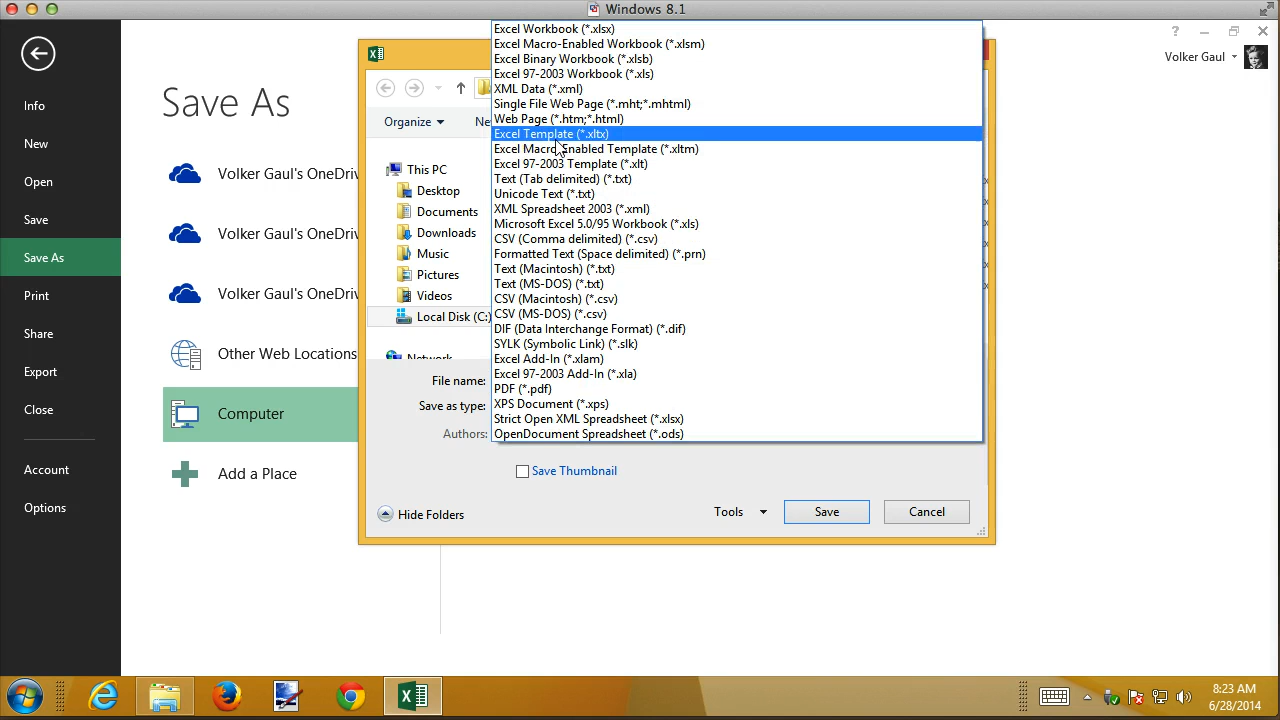 Windows 8.1
Volker Gaul
Info
New
Open
Save
Save As
Print
Share
Export
Close
Account
Options
Save As
Volker Gaul's OneDriv
Volker Gaul's OneDriv
Volker Gaul's OneDriv
Other Web Locations
Computer
Add a Place
Organize
Ne
This PC
Desktop
Documents
Downloads
Music
Pictures
Videos
Local Disk (C:)
Network
Excel Workbook (*.xlsx)
Excel Macro-Enabled Workbook (*.xlsm)
Excel Binary Workbook (*.xlsb)
Excel 97-2003 Workbook (*.xls)
XML Data (*.xml)
Single File Web Page (*.mht;*.mhtml)
Web Page (*.htm;*.html)
Excel Template (*.xltx)
Excel Macro-Enabled Template (*.xltm)
Excel 97-2003 Template (*.xlt)
Text (Tab delimited) (*.txt)
Unicode Text (*.txt)
XML Spreadsheet 2003 (*.xml)
Microsoft Excel 5.0/95 Workbook (*.xls)
CSV (Comma delimited) (*.csv)
Formatted Text (Space delimited) (*.prn)
Text (Macintosh) (*.txt)
Text (MS-DOS) (*.txt)
CSV (Macintosh) (*.csv)
CSV (MS-DOS) (*.csv)
DIF (Data Interchange Format) (*.dif)
SYLK (Symbolic Link) (*.slk)
Excel Add-In (*.xlam)
Excel 97-2003 Add-In (*.xla)
PDF (*.pdf)
XPS Document (*.xps)
Strict Open XML Spreadsheet (*.xlsx)
OpenDocument Spreadsheet (*.ods)
File name:
Save as type:
Authors:
Save Thumbnail
Hide Folders
Tools
Save
Cancel
8:23 AM
6/28/2014